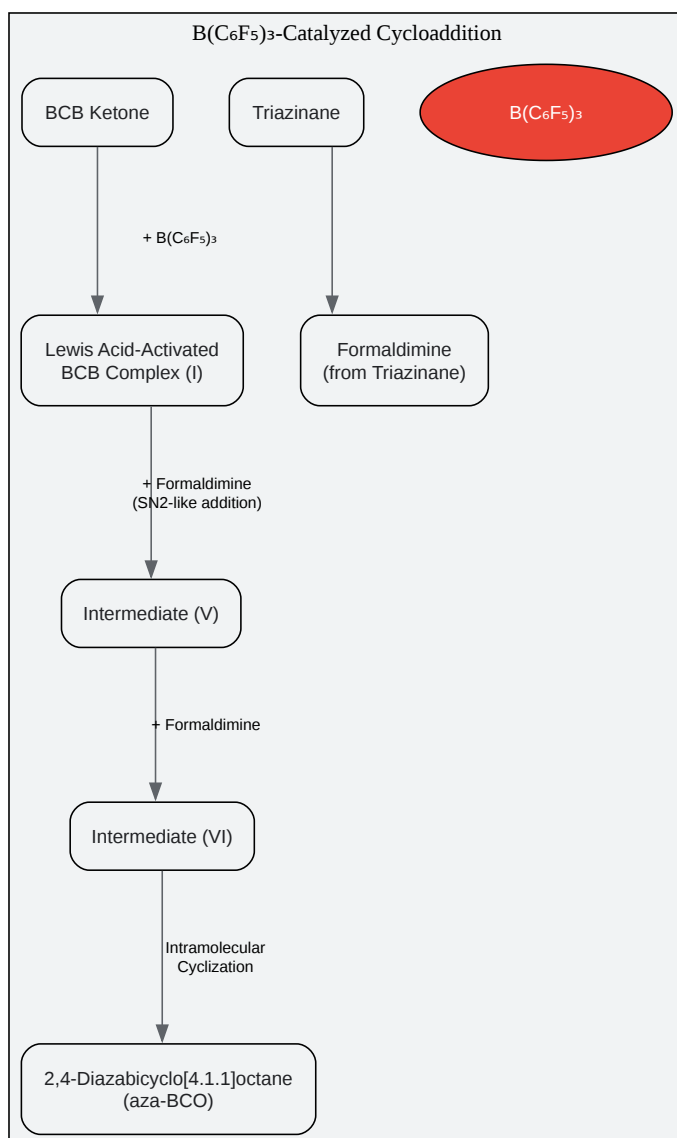 B(C₆F₅)₃-Catalyzed Cycloaddition
BCB Ketone
Triazinane
B(C₆F₅)₃
+ B(C₆F₅)₃
Lewis Acid-Activated
BCB Complex (I)
Formaldimine
(from Triazinane)
+ Formaldimine
(SN2-like addition)
Intermediate (V)
+ Formaldimine
Intermediate (VI)
Intramolecular
Cyclization
2,4-Diazabicyclo[4.1.1]octane
(aza-BCO)